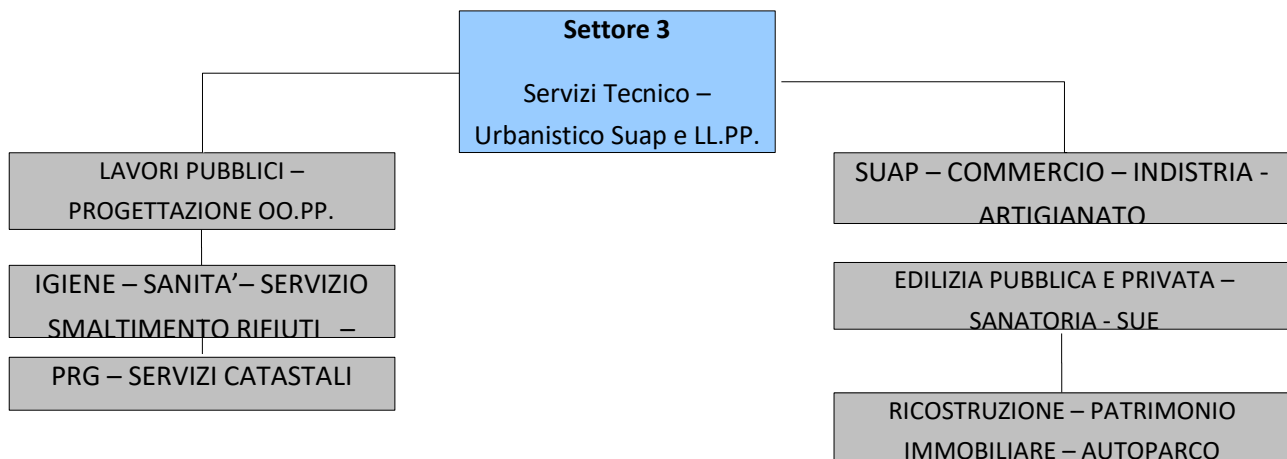 Settore 3
Servizi Tecnico –
Urbanistico Suap e LL.PP.
LAVORI PUBBLICI –
PROGETTAZIONE OO.PP.
IGIENE – SANITA’– SERVIZIO
SMALTIMENTO RIFIUTI –
PRG – SERVIZI CATASTALI
SUAP – COMMERCIO – INDISTRIA -
ARTIGIANATO
EDILIZIA PUBBLICA E PRIVATA –
SANATORIA - SUE
RICOSTRUZIONE – PATRIMONIO
IMMOBILIARE – AUTOPARCO